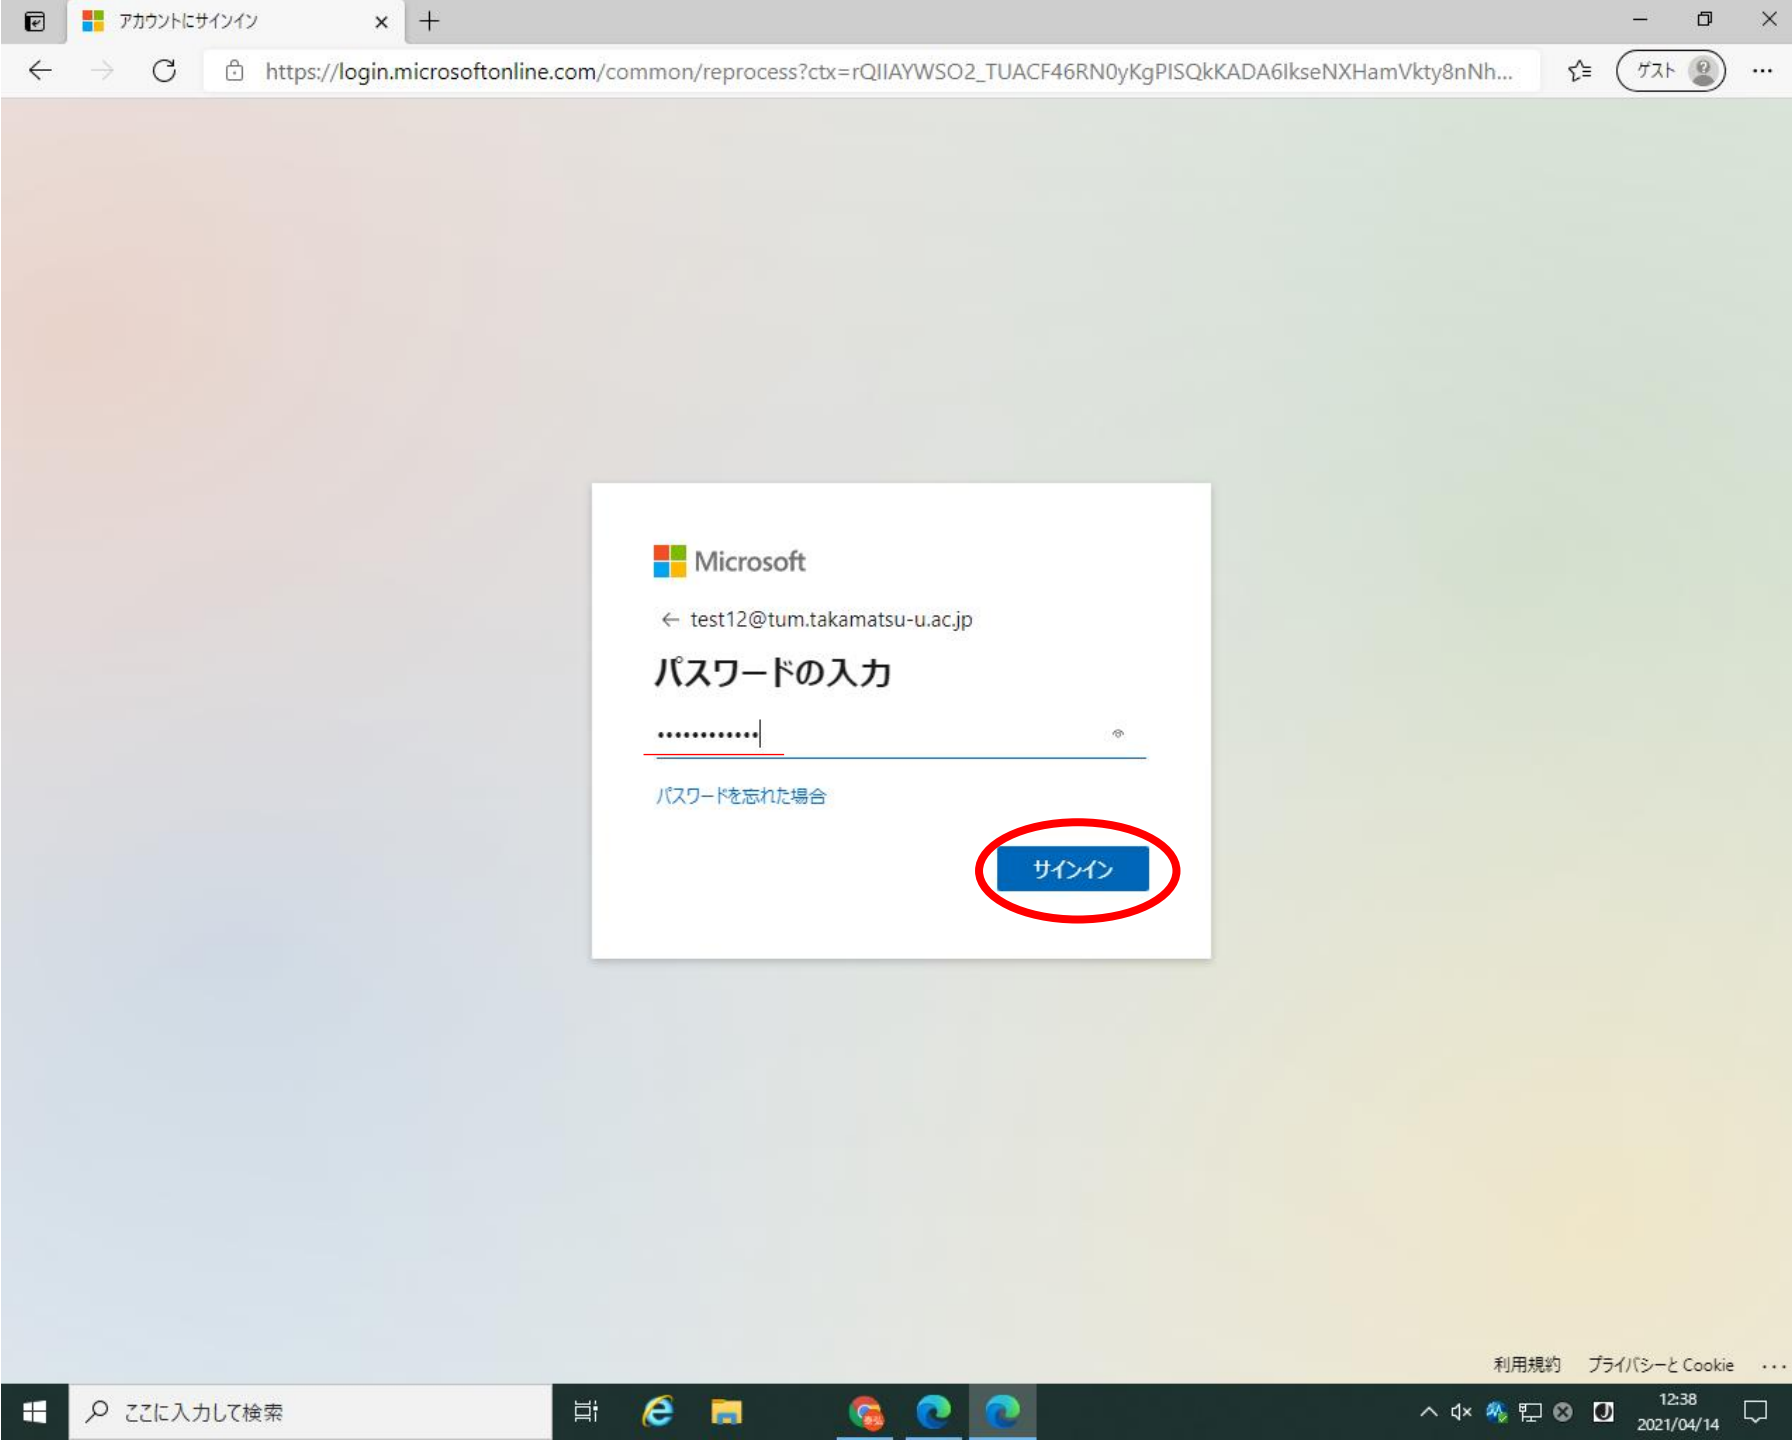 アカウントにサインイン
https://login.microsoftonline.com/common/reprocess?ctx=rQIIAYWSO2_TUACF46RN0yKgPISQkKADA6IkseNXHamVkty8nNh...
ゲスト
Microsoft
test12@tum.takamatsu-u.ac.jp
パスワードの入力
••••••••••••
パスワードを忘れた場合
サインイン
利用規約 プライバシーと Cookie ...
ここに入力して検索
12:38
2021/04/14